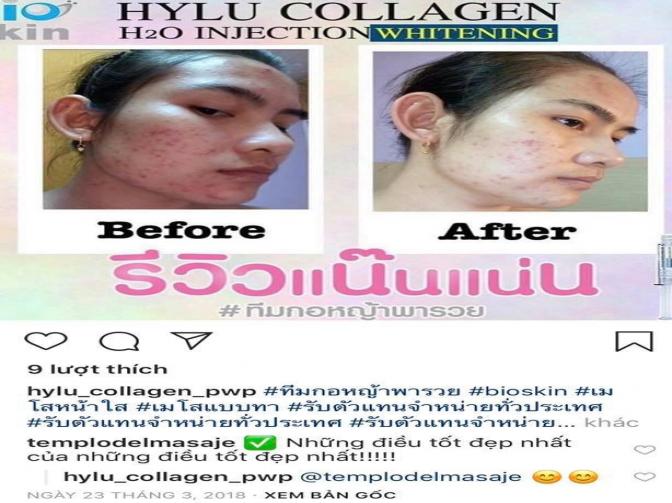 io
kin
HYLU COLLAGEN
H2O INJECTION WHITENING
Before
After
รีวิวแน๊นแน่น
#ทีมกอหญ้าพารวย
9 lượt thích
hylu_collagen_pwp #ทีมกอหญ้าพารวย #bioskin #เม
โสหน้าใส #เมโสแบบทา #รับตัวแทนจำหน่ายทั่วประเทศ
#รับตัวแทนจำหน่ายทั่วประเทศ #รับตัวแทนจำหน่าย... khác
templodelmasaje ✅ Những điều tốt đẹp nhất
của những điều tốt đẹp nhất!!!!!
hylu_collagen_pwp @templodelmasaje 😊 😊
NGÀY 23 THÁNG 3, 2018 · XEM BẢN GỐC